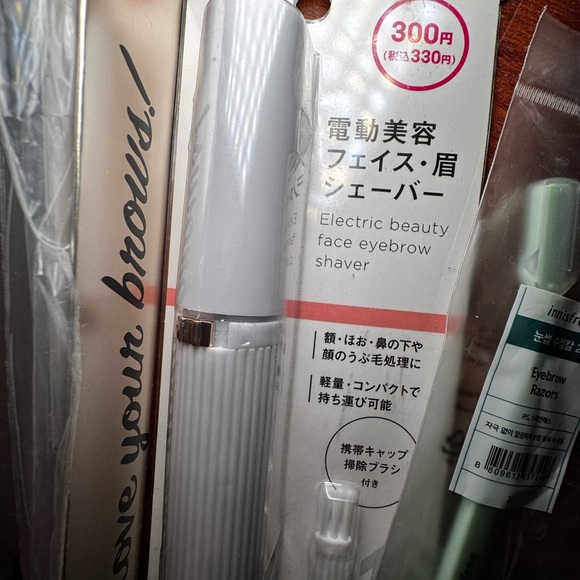 your brows!
300円
(税込330円)
電動美容
フェイス・眉
シェーバー
Electric beauty
face eyebrow
shaver
額・ほお・鼻の下や
顔のうぶ毛処理に
軽量・コンパクトで
持ち運び可能
携帯キャップ
掃除ブラシ
付き
Eyebrow
Razors